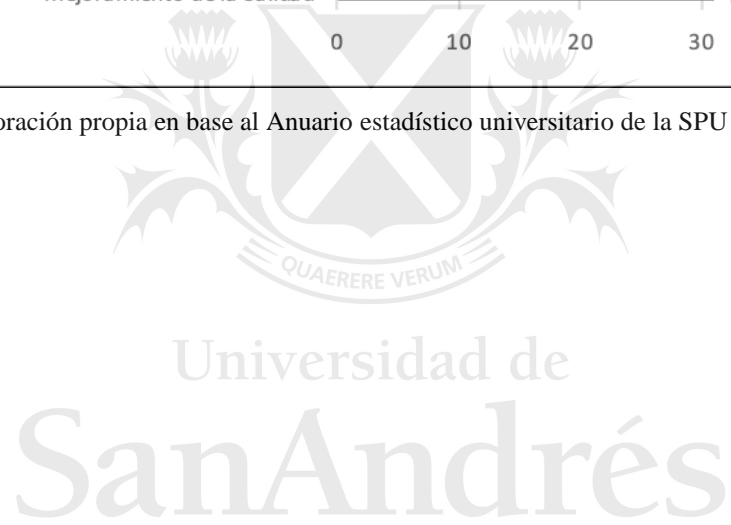 Mejoramiento de la calidad
0 10 20 30
oración propia en base al Anuario estadístico universitario de la SPU
QUAERERE VERUM
Universidad de
SanAndrés